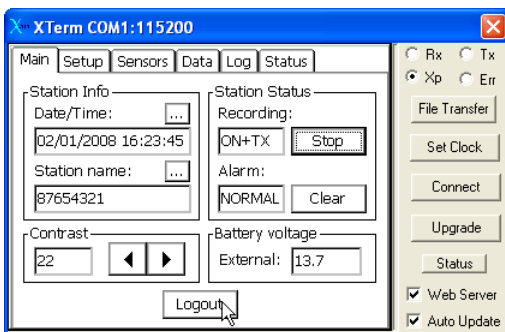 XTerm COM1:115200
Main Setup Sensors Data Log Status
Station Info
Date/Time: ...
02/01/2008 16:23:45
Station name: ...
87654321
Station Status
Recording:
ON+TX Stop
Alarm:
NORMAL Clear
Contrast
22
Battery voltage
External: 13.7
Logout
Rx Tx
Xp Err
File Transfer
Set Clock
Connect
Upgrade
Status
Web Server
Auto Update